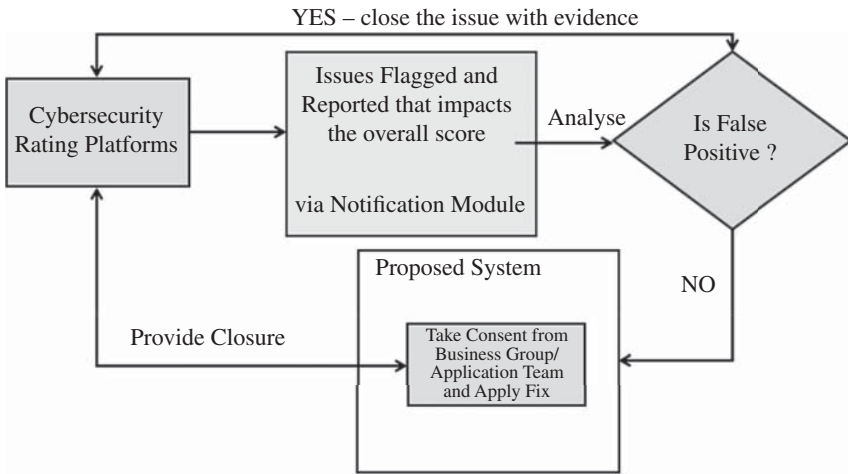 YES – close the issue with evidence
Cybersecurity
Rating Platforms
Issues Flagged and
Reported that impacts
the overall score
via Notification Module
Analyse
Is False
Positive ?
NO
Proposed System
Take Consent from
Business Group/
Application Team
and Apply Fix
Provide Closure